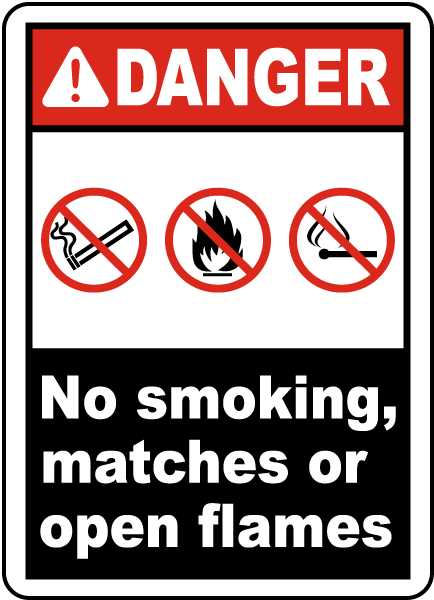 DANGER
No smoking,
matches or
open flames